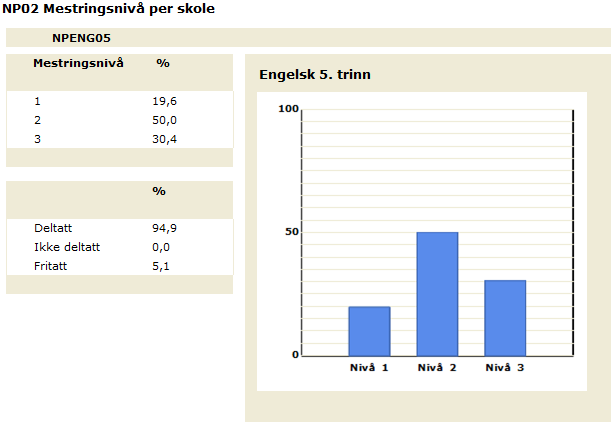 NP02 Mestringsnivå per skole
NPENG05
Mestringsnivå %
1 19,6
2 50,0
3 30,4
%
Deltatt 94,9
Ikke deltatt 0,0
Fritatt 5,1
Engelsk 5. trinn
100
50
0
Nivå 1 Nivå 2 Nivå 3